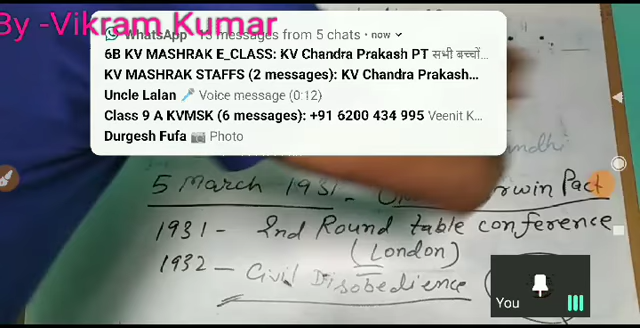 By -Vikram Kumar
WhatsApp • 13 messages from 5 chats • now
6B KV MASHRAK E_CLASS: KV Chandra Prakash PT सभी बच्चों...
KV MASHRAK STAFFS (2 messages): KV Chandra Prakash...
Uncle Lalan 🎤 Voice message (0:12)
Class 9 A KVMSK (6 messages): +91 6200 434 995 Veenit K...
Durgesh Fufa 📷 Photo
5 March 1931 - rwin Pact
1931 - 2nd Round table conference
(London)
1932 - Civil Disobedience
You